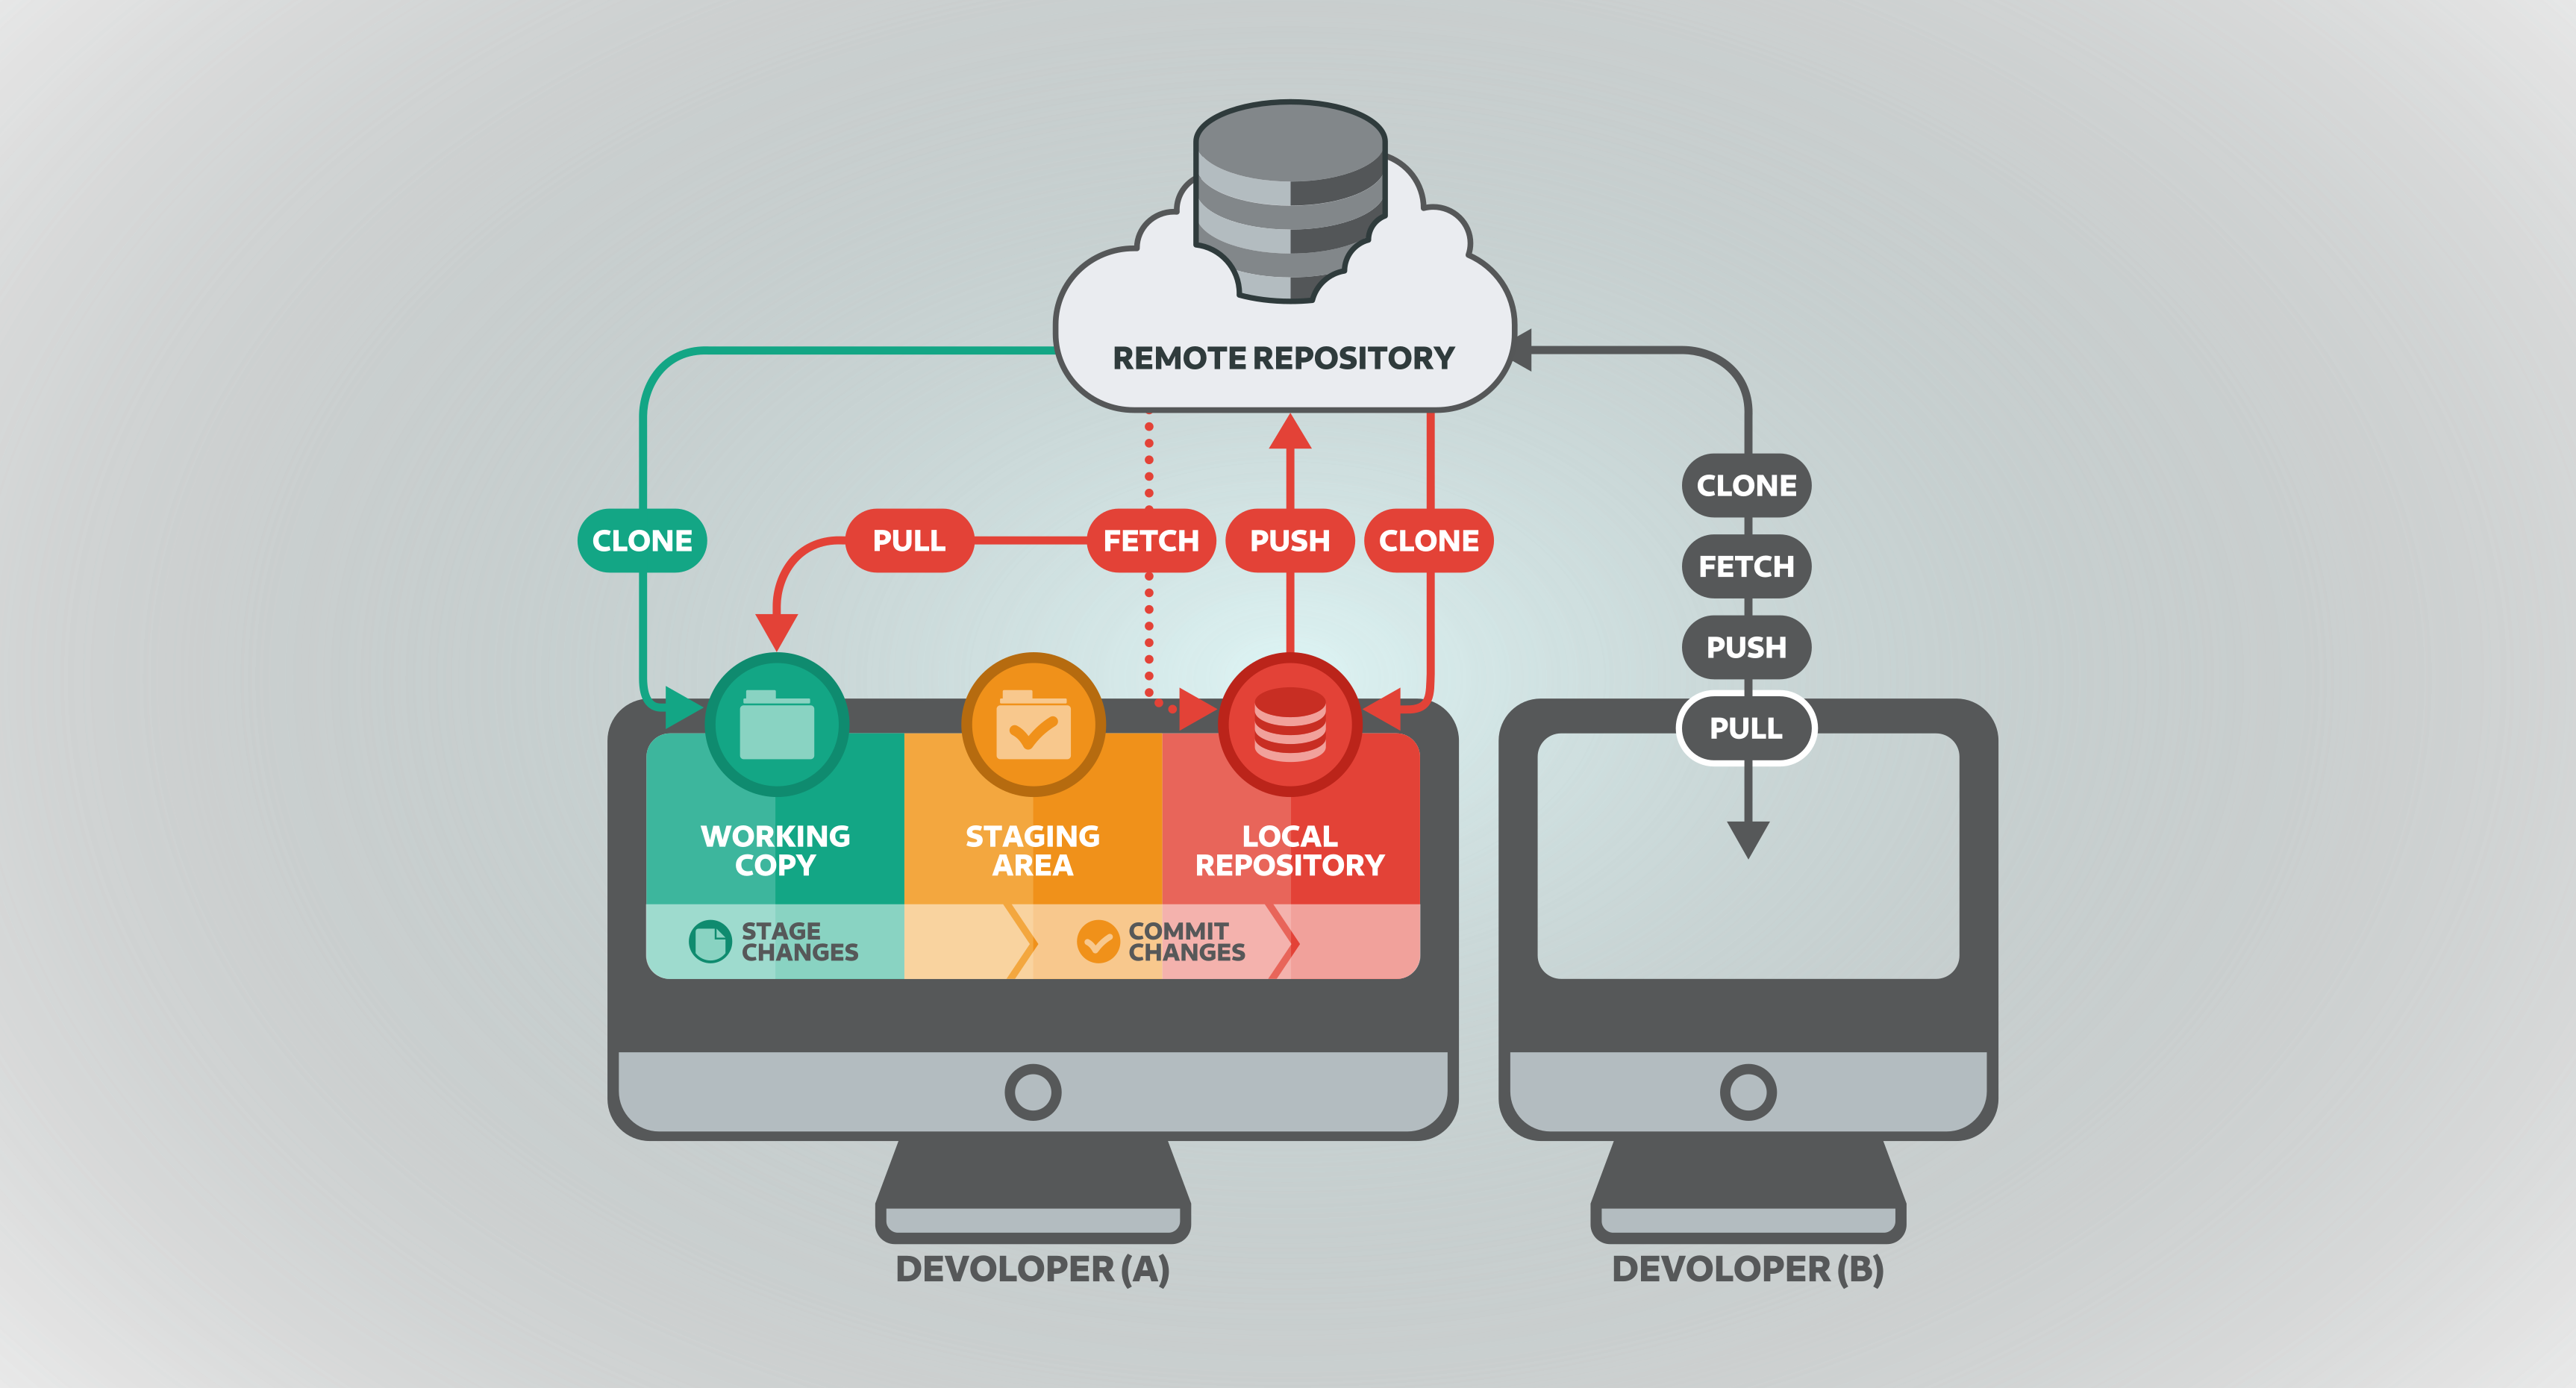 REMOTE REPOSITORY
CLONE
PULL
FETCH
PUSH
CLONE
CLONE
FETCH
PUSH
PULL
WORKING
COPY
STAGING
AREA
LOCAL
REPOSITORY
STAGE
CHANGES
COMMIT
CHANGES
DEVOLOPER (A)
DEVOLOPER (B)